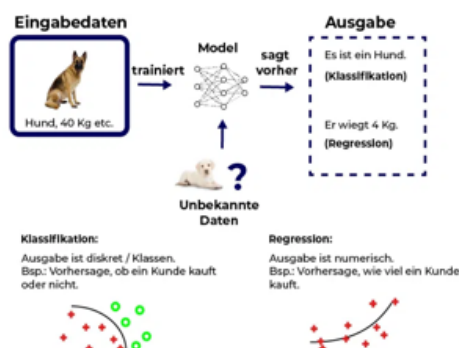 Eingabedaten
Ausgabe
Model
trainiert
sagt
vorher
Es ist ein Hund.
(Klassifikation)
Hund, 40 Kg etc.
Er wiegt 4 Kg.
(Regression)
?
Unbekannte
Daten
Klassifikation:
Ausgabe ist diskret / Klassen.
Bsp.: Vorhersage, ob ein Kunde kauft
oder nicht.
Regression:
Ausgabe ist numerisch.
Bsp.: Vorhersage, wie viel ein Kunde
kauft.